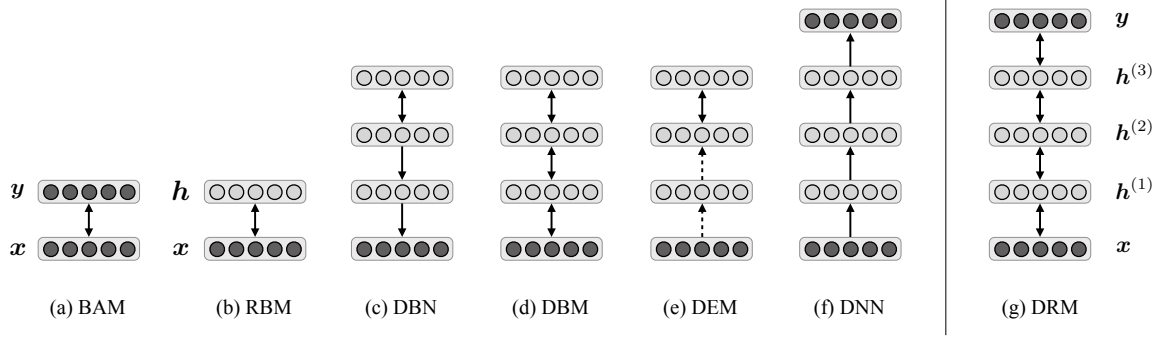 y
h^{(3)}
h^{(2)}
y h h^{(1)}
x x x
(a) BAM (b) RBM (c) DBN (d) DBM (e) DEM (f) DNN (g) DRM